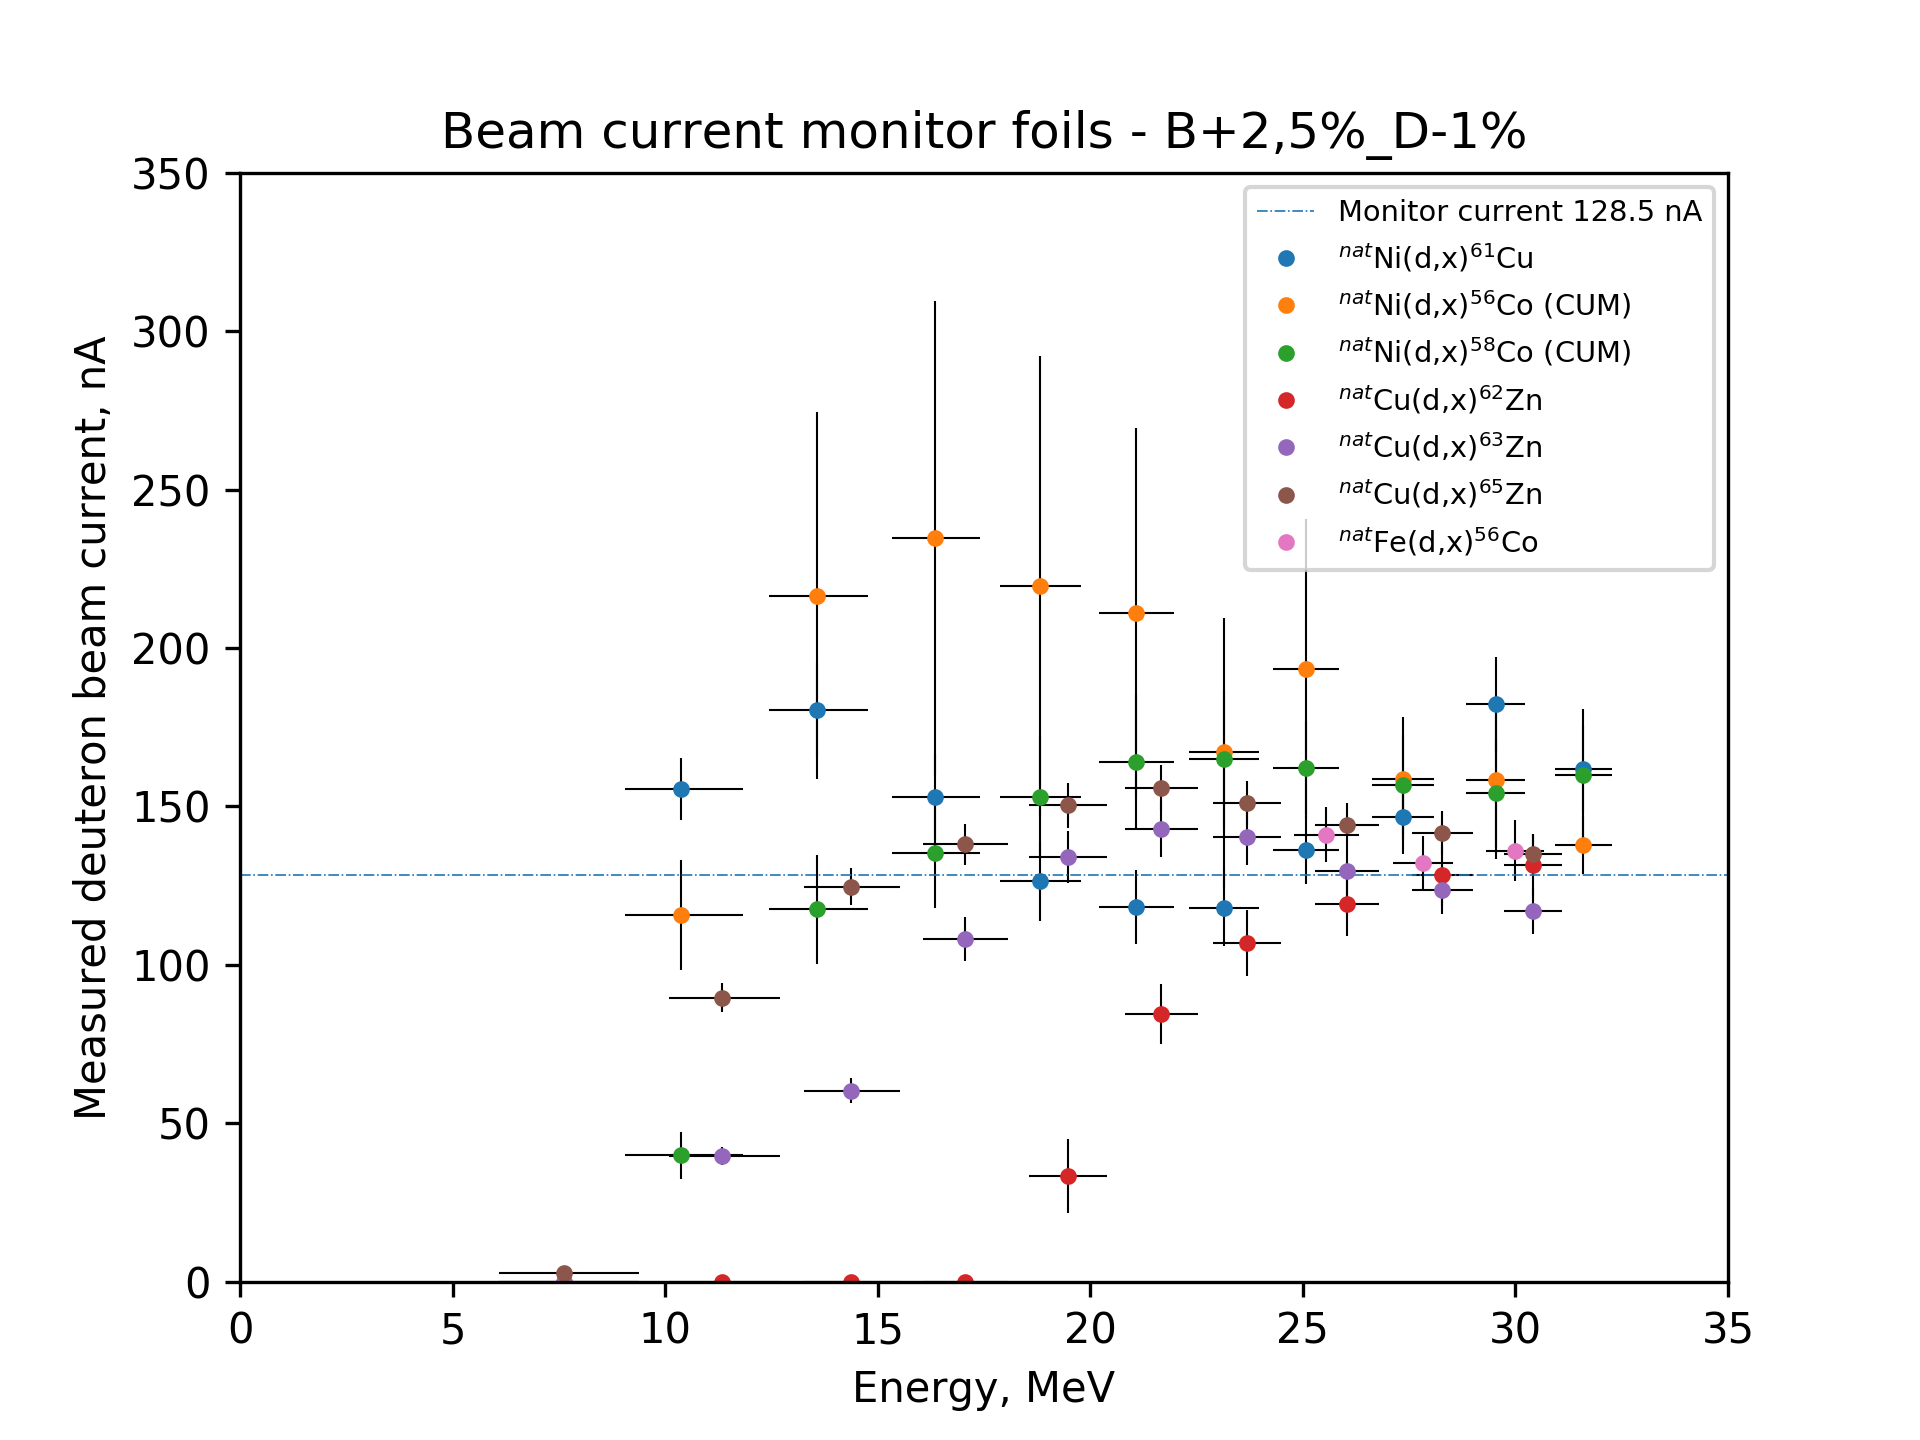 Beam current monitor foils - B+2,5%_D-1%
350
300
250
200
150
100
50
0
Measured deuteron beam current, nA
Monitor current 128.5 nA
natNi(d,x)61Cu
natNi(d,x)56Co (CUM)
natNi(d,x)58Co (CUM)
natCu(d,x)62Zn
natCu(d,x)63Zn
natCu(d,x)65Zn
natFe(d,x)56Co
0 5 10 15 20 25 30 35
Energy, MeV